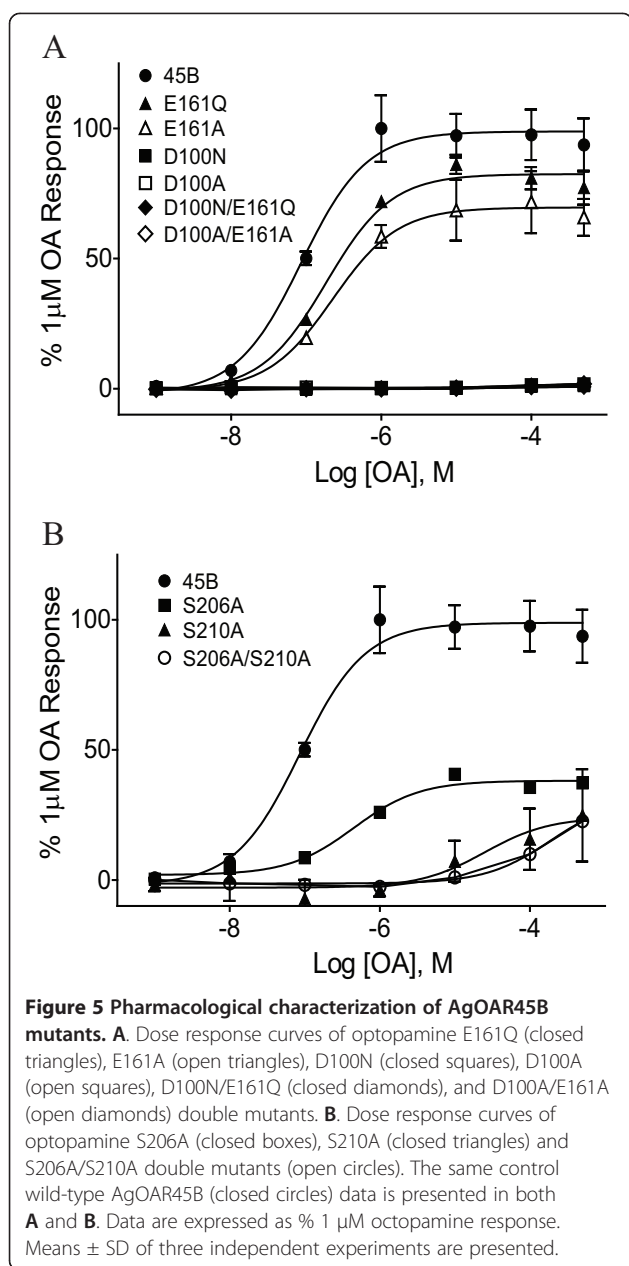 A
45B
E161Q
E161A
D100N
D100A
D100N/E161Q
D100A/E161A
100
50
0
% 1μM OA Response
-8
-6
-4
Log [OA], M
B
45B
S206A
S210A
S206A/S210A
100
50
0
% 1μM OA Response
-8
-6
-4
Log [OA], M
Figure 5 Pharmacological characterization of AgOAR45B
mutants. A. Dose response curves of optopamine E161Q (closed
triangles), E161A (open triangles), D100N (closed squares), D100A
(open squares), D100N/E161Q (closed diamonds), and D100A/E161A
(open diamonds) double mutants. B. Dose response curves of
optopamine S206A (closed boxes), S210A (closed triangles) and
S206A/S210A double mutants (open circles). The same control
wild-type AgOAR45B (closed circles) data is presented in both
A and B. Data are expressed as % 1 μM octopamine response.
Means ± SD of three independent experiments are presented.